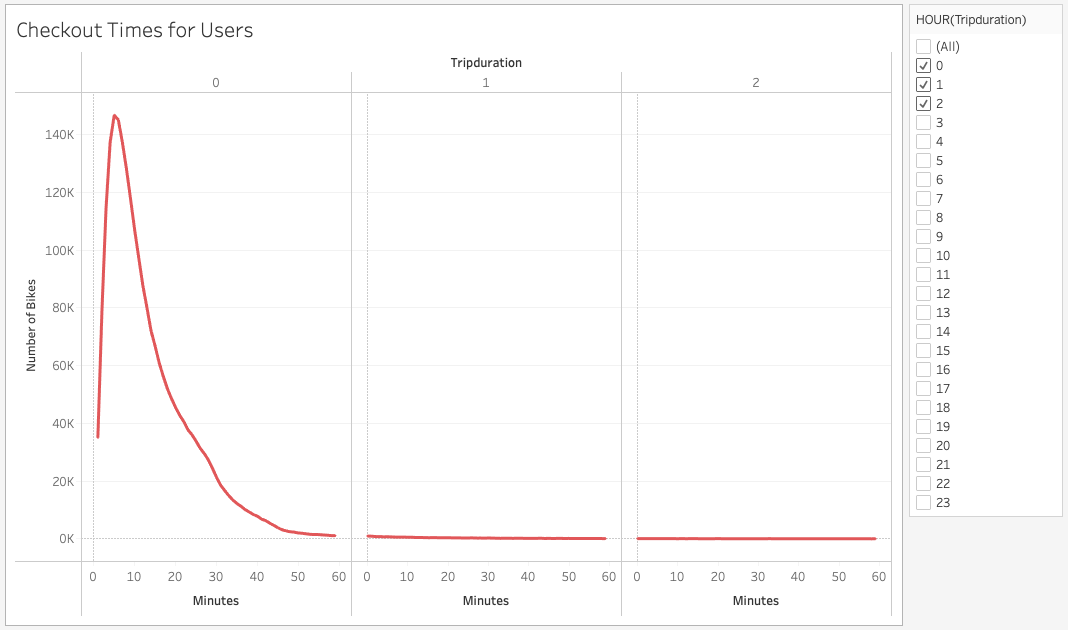 Checkout Times for Users
Tripduration
0 1 2
140K
120K
100K
80K
60K
40K
20K
0K
Number of Bikes
0 10 20 30 40 50 60 0 10 20 30 40 50 60 0 10 20 30 40 50 60
Minutes Minutes Minutes
HOUR(Tripduration)
(All)
0
1
2
3
4
5
6
7
8
9
10
11
12
13
14
15
16
17
18
19
20
21
22
23